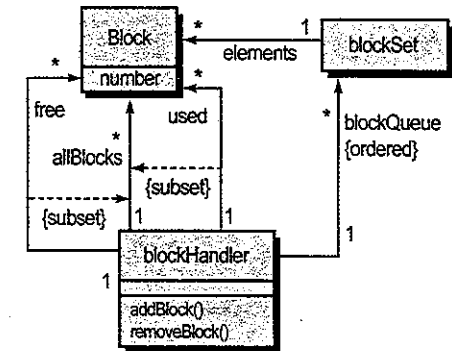 Block
number
*
1
elements
blockSet
*
free
*
used
*
allBlocks
*
blockQueue
{ordered}
{subset}
{subset}
1
1
1
1
blockHandler
addBlock()
removeBlock()